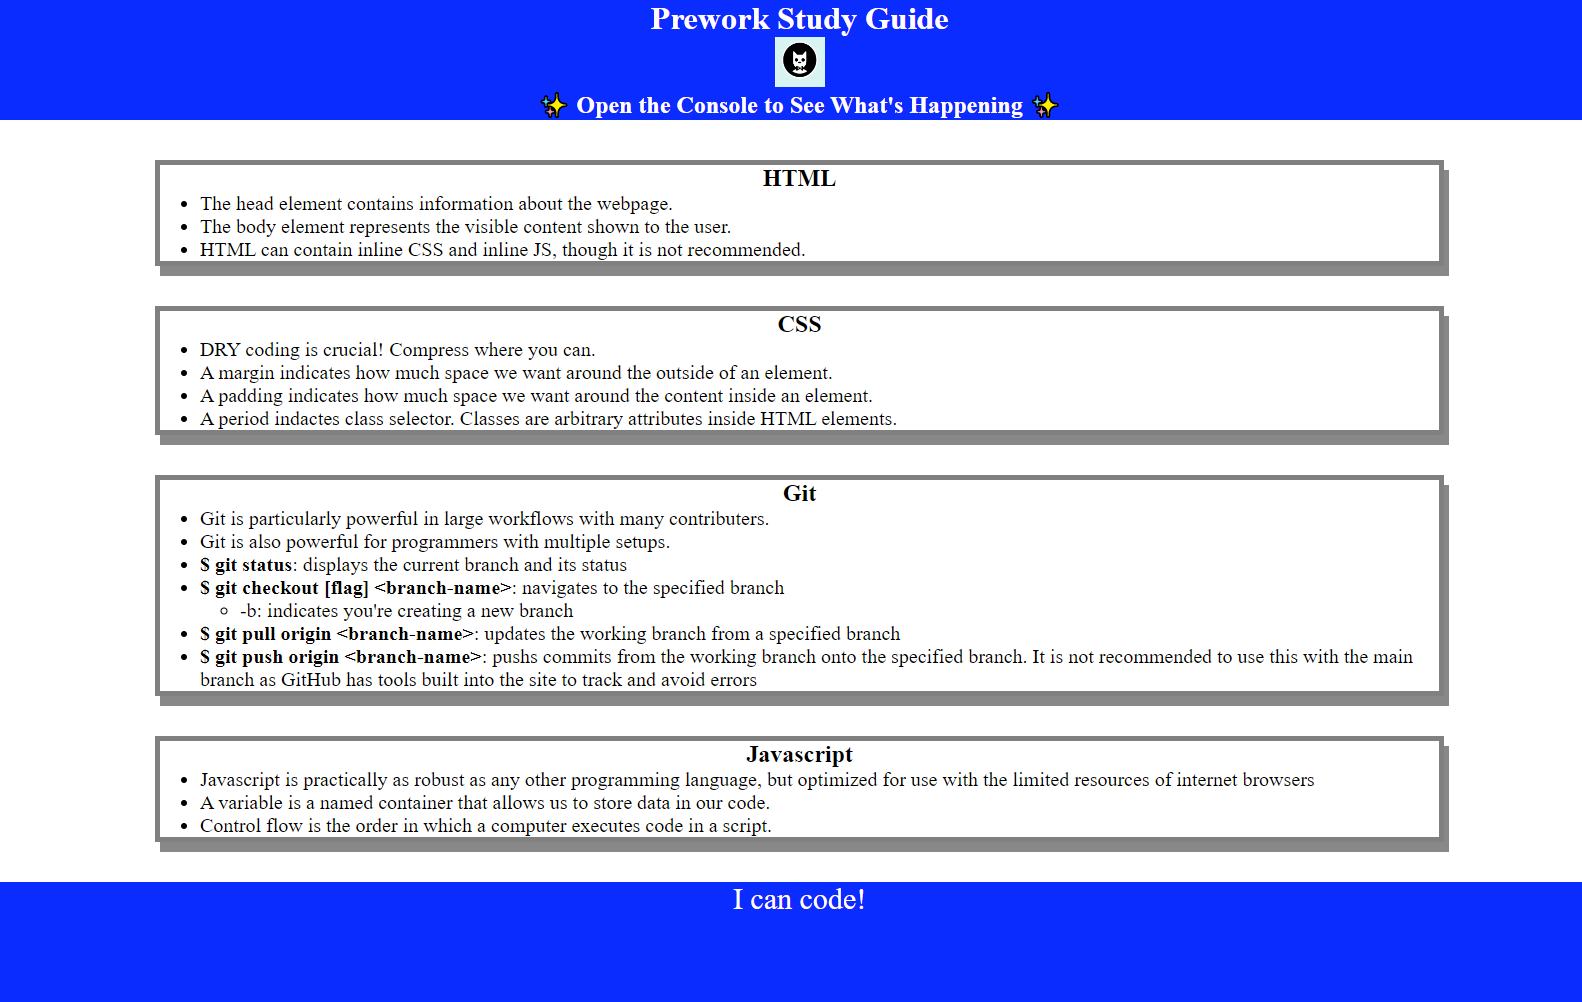 Prework Study Guide
✨ Open the Console to See What's Happening ✨
HTML
• The head element contains information about the webpage.
• The body element represents the visible content shown to the user.
• HTML can contain inline CSS and inline JS, though it is not recommended.
CSS
• DRY coding is crucial! Compress where you can.
• A margin indicates how much space we want around the outside of an element.
• A padding indicates how much space we want around the content inside an element.
• A period indactes class selector. Classes are arbitrary attributes inside HTML elements.
Git
• Git is particularly powerful in large workflows with many contributers.
• Git is also powerful for programmers with multiple setups.
• $ git status: displays the current branch and its status
• $ git checkout [flag] <branch-name>: navigates to the specified branch
◦ -b: indicates you're creating a new branch
• $ git pull origin <branch-name>: updates the working branch from a specified branch
• $ git push origin <branch-name>: pushs commits from the working branch onto the specified branch. It is not recommended to use this with the main
branch as GitHub has tools built into the site to track and avoid errors
Javascript
• Javascript is practically as robust as any other programming language, but optimized for use with the limited resources of internet browsers
• A variable is a named container that allows us to store data in our code.
• Control flow is the order in which a computer executes code in a script.
I can code!